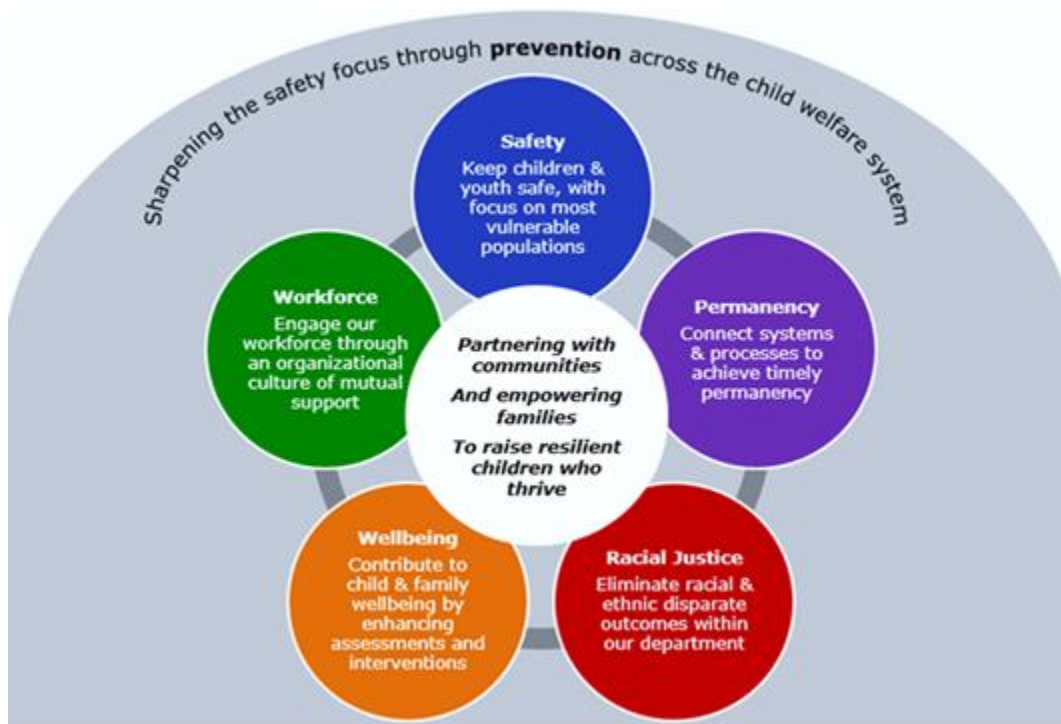 Sharpening the safety focus through prevention across the child welfare system
Safety
Keep children &
youth safe, with
focus on most
vulnerable
populations
Workforce
Engage our
workforce through
an organizational
culture of mutual
support
Permanency
Connect systems
& processes to
achieve timely
permanency
Partnering with
communities
And empowering
families
To raise resilient
children who
thrive
Wellbeing
Contribute to
child & family
wellbeing by
enhancing
assessments and
interventions
Racial Justice
Eliminate racial &
ethnic disparate
outcomes within
our department